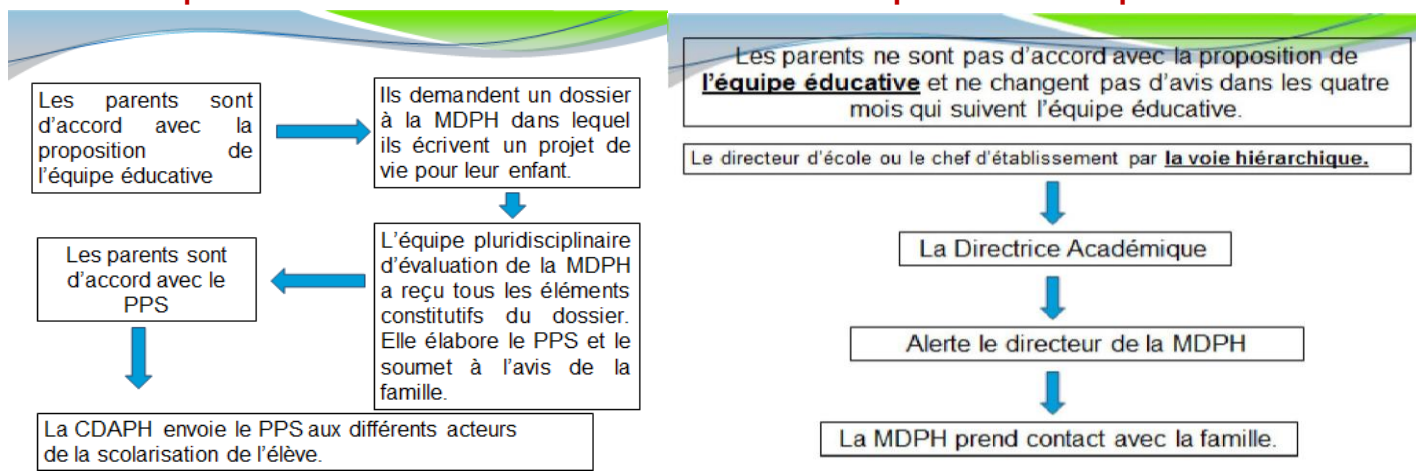 Les parents sont
d'accord avec la
proposition de
l'équipe éducative
Ils demandent un dossier
à la MDPH dans lequel
ils écrivent un projet de
vie pour leur enfant.
L'équipe pluridisciplinaire
d'évaluation de la MDPH
a reçu tous les éléments
constitutifs du dossier.
Elle élabore le PPS et le
soumet à l'avis de la
famille.
Les parents sont
d'accord avec le
PPS
La CDAPH envoie le PPS aux différents acteurs
de la scolarisation de l'élève.
Les parents ne sont pas d'accord avec la proposition de
l'équipe éducative et ne changent pas d'avis dans les quatre
mois qui suivent l'équipe éducative.
Le directeur d'école ou le chef d'établissement par la voie hiérarchique.
La Directrice Académique
Alerte le directeur de la MDPH
La MDPH prend contact avec la famille.